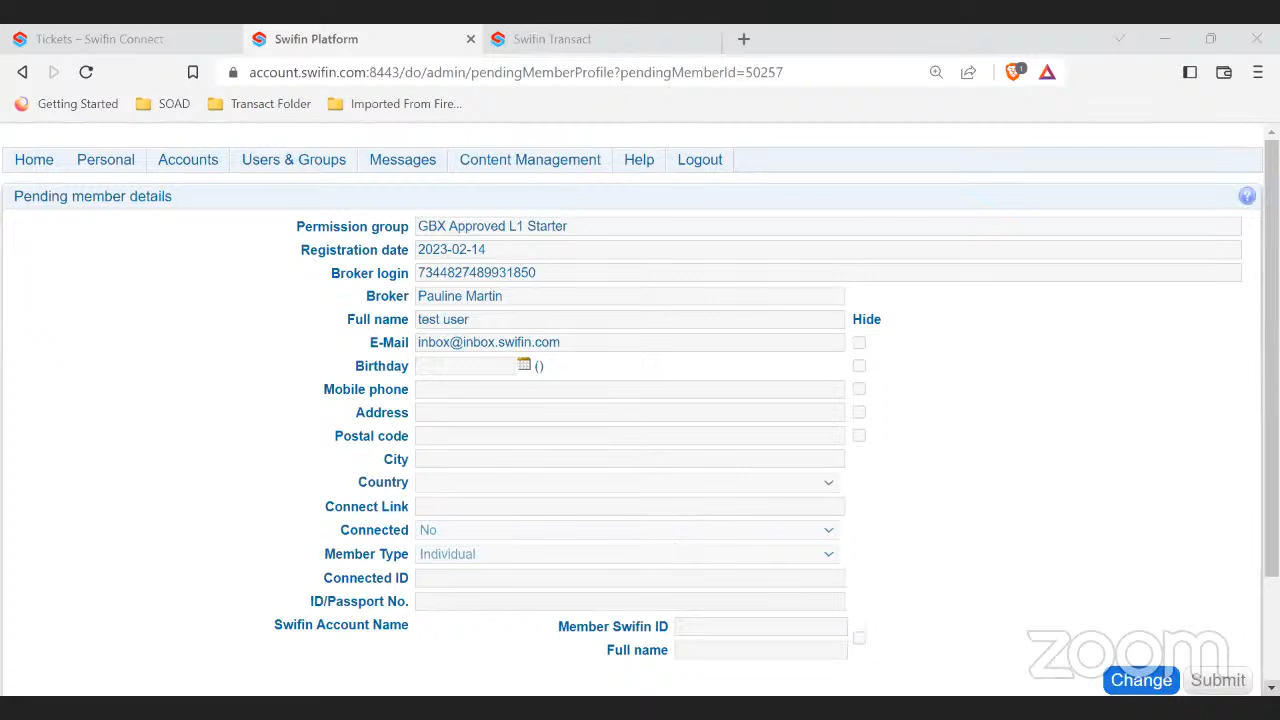 Tickets – Swifin Connect
Swifin Platform
Swifin Transact
account.swifin.com:8443/do/admin/pendingMemberProfile?pendingMemberId=30257
1
Getting Started
SOAD
Transact Folder
Imported From Fire...
Home
Personal
Accounts
Users & Groups
Messages
Content Management
Help
Logout
Pending member details
?
Permission group GBX Approved L1 Starter
Registration date 2023-02-14
Broker login 7344827489931850
Broker Pauline Martin
Full name test user Hide
E-Mail inbox@inbox.swifin.com
Birthday ()
Mobile phone
Address
Postal code
City
Country
Connect Link
Connected No
Member Type Individual
Connected ID
ID/Passport No.
Swifin Account Name Member Swifin ID
Full name
zoom
Change Submit